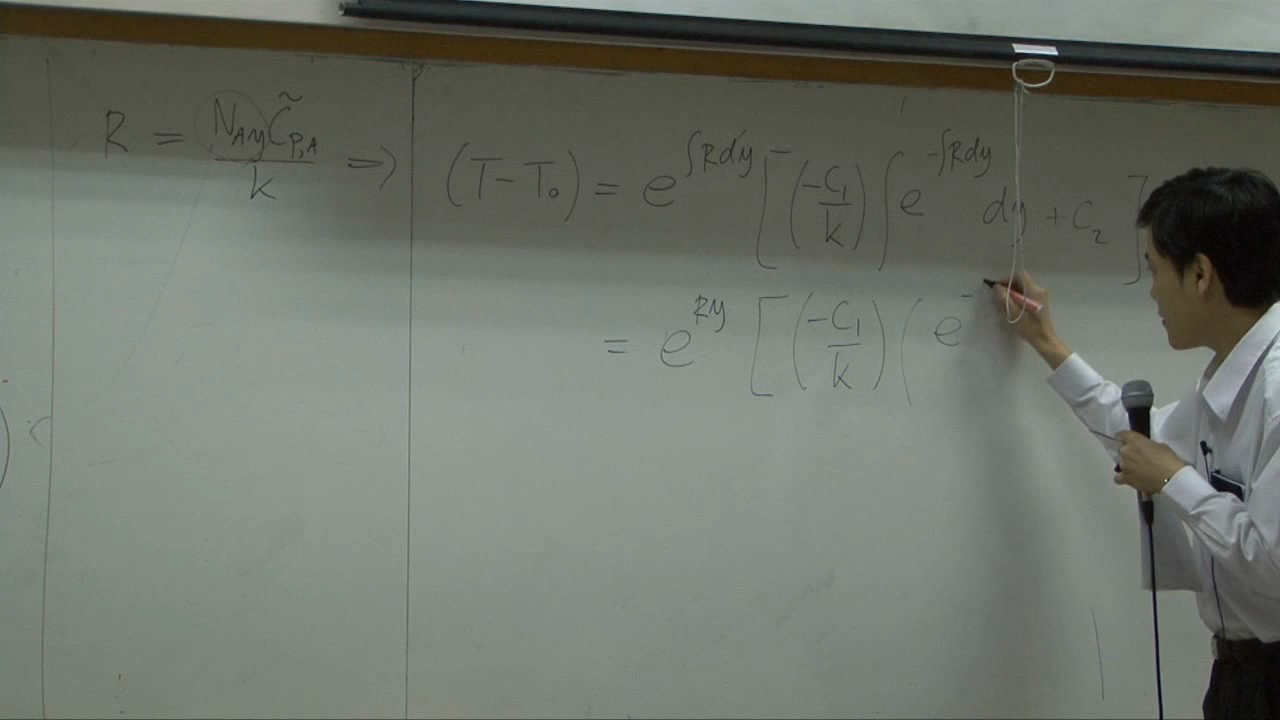 R = N_{Ay} C̃_{p,A} / k ⇒ (T − T₀) = e^{∫R dy} [ (−C₁/k) ∫ e^{−∫R dy} dy + C₂ ]
= e^{Ry} [ (−C₁/k) ( e^{−